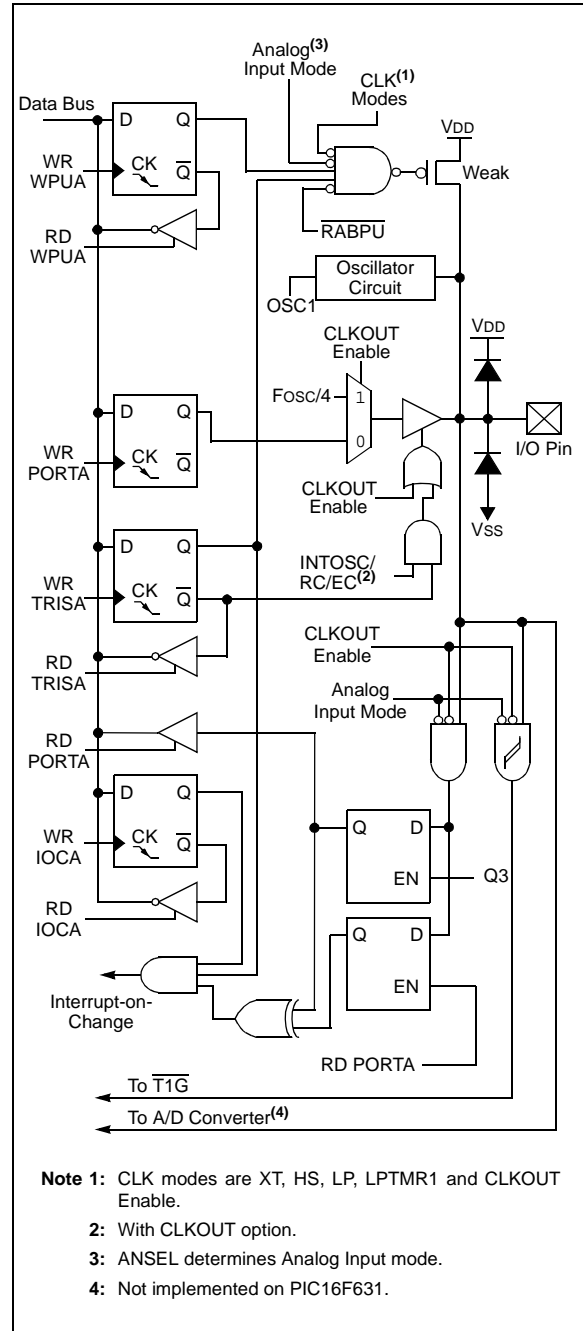 Analog(3)
Input Mode
CLK(1)
Modes
Data Bus
D
Q
VDD
WR
WPUA
CK
Q
Weak
RD
WPUA
RABPU
Oscillator
Circuit
OSC1
CLKOUT
Enable
VDD
FOSC/4
1
D
Q
I/O Pin
WR
PORTA
CK
Q
0
CLKOUT
Enable
VSS
D
Q
INTOSC/
RC/EC(2)
WR
TRISA
CK
Q
CLKOUT
Enable
RD
TRISA
Analog
Input Mode
RD
PORTA
D
Q
Q
D
WR
IOCA
CK
Q
EN
Q3
RD
IOCA
Q
D
EN
Interrupt-on-
Change
RD PORTA
To T1G
To A/D Converter(4)
Note 1: CLK modes are XT, HS, LP, LPTMR1 and CLKOUT
Enable.
2: With CLKOUT option.
3: ANSEL determines Analog Input mode.
4: Not implemented on PIC16F631.